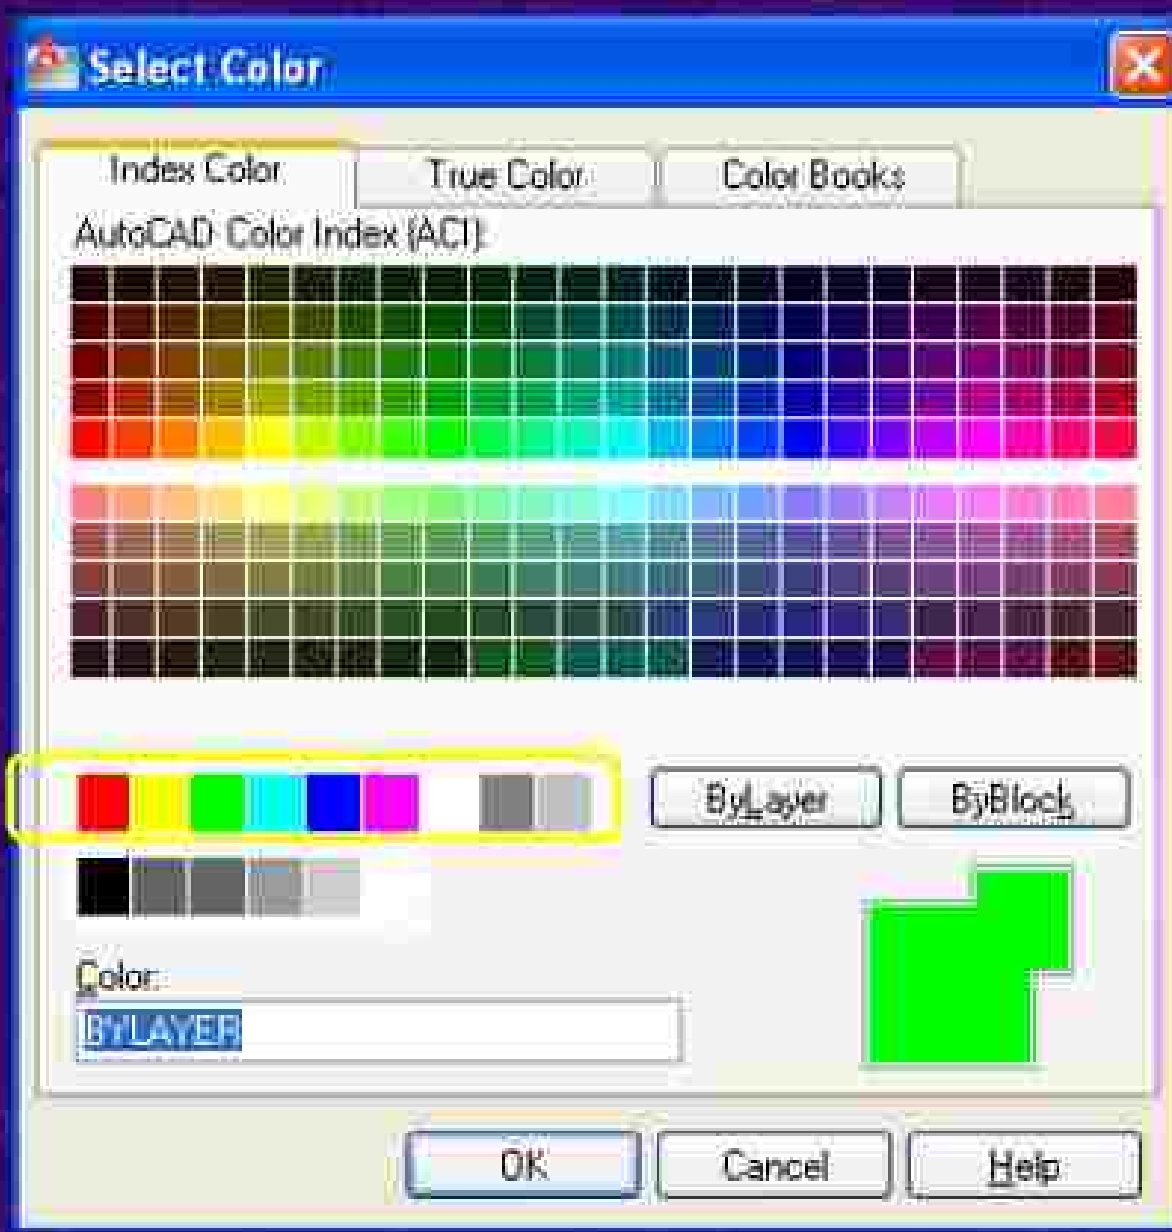 Select Color
Index Color True Color Color Books
AutoCAD Color Index (ACI):
ByLayer ByBlock
Color:
BYLAYER
OK Cancel Help